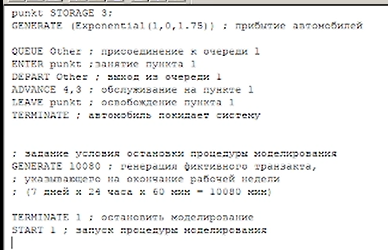 punkt STORAGE 3;
GENERATE (Exponential(1,0,1.75)) ; прибытие автомобилей
QUEUE Other ; присоединение к очереди 1
ENTER punkt ;занятие пункта 1
DEPART Other ; выход из очереди 1
ADVANCE 4,3 ; обслуживание на пункте 1
LEAVE punkt ; освобождение пункта 1
TERMINATE ; автомобиль покидает систему
; задание условия остановки процедуры моделирования
GENERATE 10080 ; генерация фиктивного транзакта,
; указывающего на окончание рабочей недели
; (7 дней х 24 часа х 60 мин = 10080 мин)
TERMINATE 1 ; остановить моделирование
START 1 ; запуск процедуры моделирования